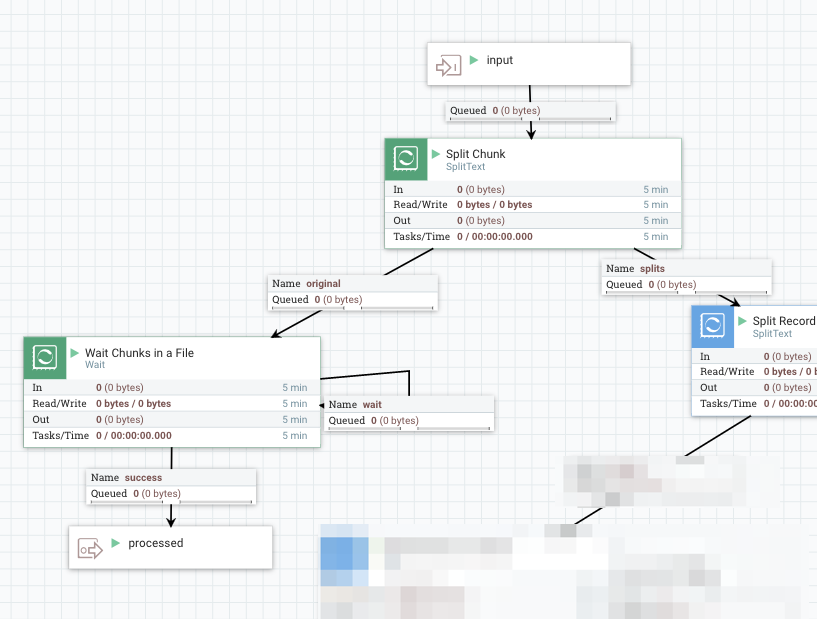 input
Queued 0 (0 bytes)
Split Chunk
SplitText
In 0 (0 bytes) 5 min
Read/Write 0 bytes / 0 bytes 5 min
Out 0 (0 bytes) 5 min
Tasks/Time 0 / 00:00:00.000 5 min
Name original
Queued 0 (0 bytes)
Name splits
Queued 0 (0 bytes)
Split Record
SplitText
In 0 (0 bytes)
Read/Write 0 bytes / 0
Out 0 (0 bytes)
Tasks/Time 0 / 00:00:00
Wait Chunks in a File
Wait
In 0 (0 bytes) 5 min
Read/Write 0 bytes / 0 bytes 5 min
Out 0 (0 bytes) 5 min
Tasks/Time 0 / 00:00:00.000 5 min
Name wait
Queued 0 (0 bytes)
Name success
Queued 0 (0 bytes)
processed